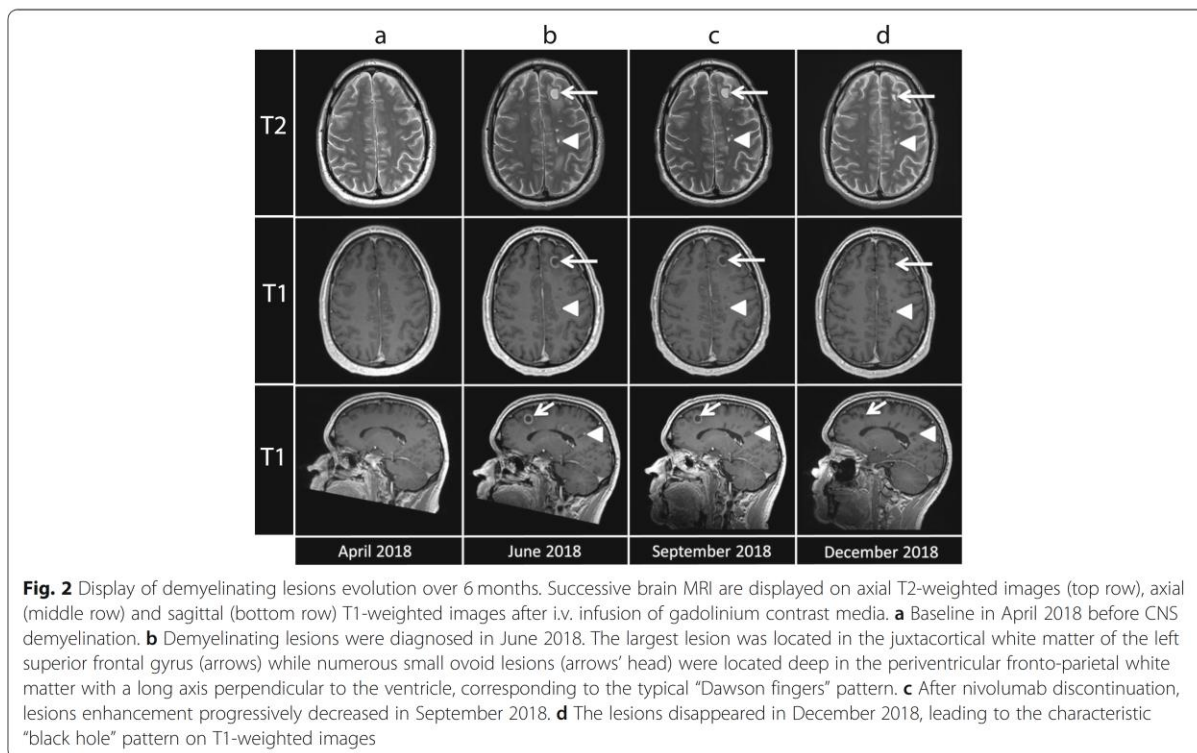 a b c d
T2
T1
T1
April 2018 June 2018 September 2018 December 2018
Fig. 2 Display of demyelinating lesions evolution over 6 months. Successive brain MRI are displayed on axial T2-weighted images (top row), axial
(middle row) and sagittal (bottom row) T1-weighted images after i.v. infusion of gadolinium contrast media. a Baseline in April 2018 before CNS
demyelination. b Demyelinating lesions were diagnosed in June 2018. The largest lesion was located in the juxtacortical white matter of the left
superior frontal gyrus (arrows) while numerous small ovoid lesions (arrows’ head) were located deep in the periventricular fronto-parietal white
matter with a long axis perpendicular to the ventricle, corresponding to the typical “Dawson fingers” pattern. c After nivolumab discontinuation,
lesions enhancement progressively decreased in September 2018. d The lesions disappeared in December 2018, leading to the characteristic
“black hole” pattern on T1-weighted images